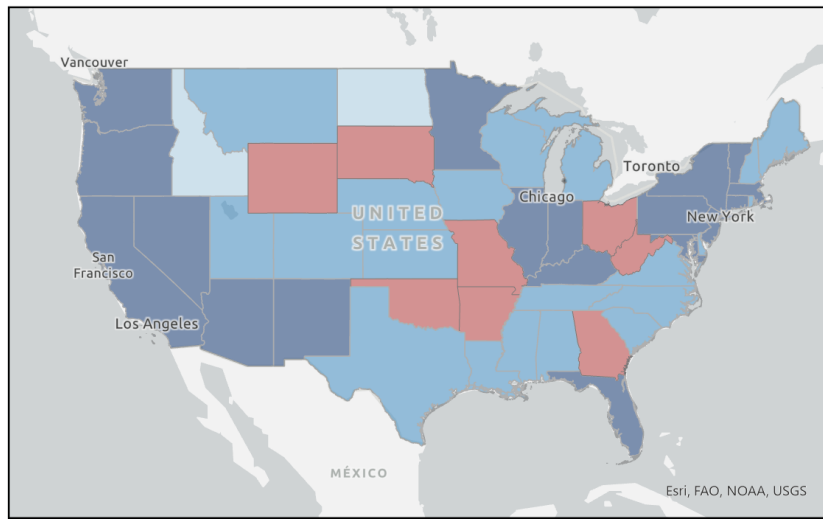 Vancouver
Toronto
Chicago
UNITED
STATES
New York
San
Francisco
Los Angeles
MÉXICO
Esri, FAO, NOAA, USGS